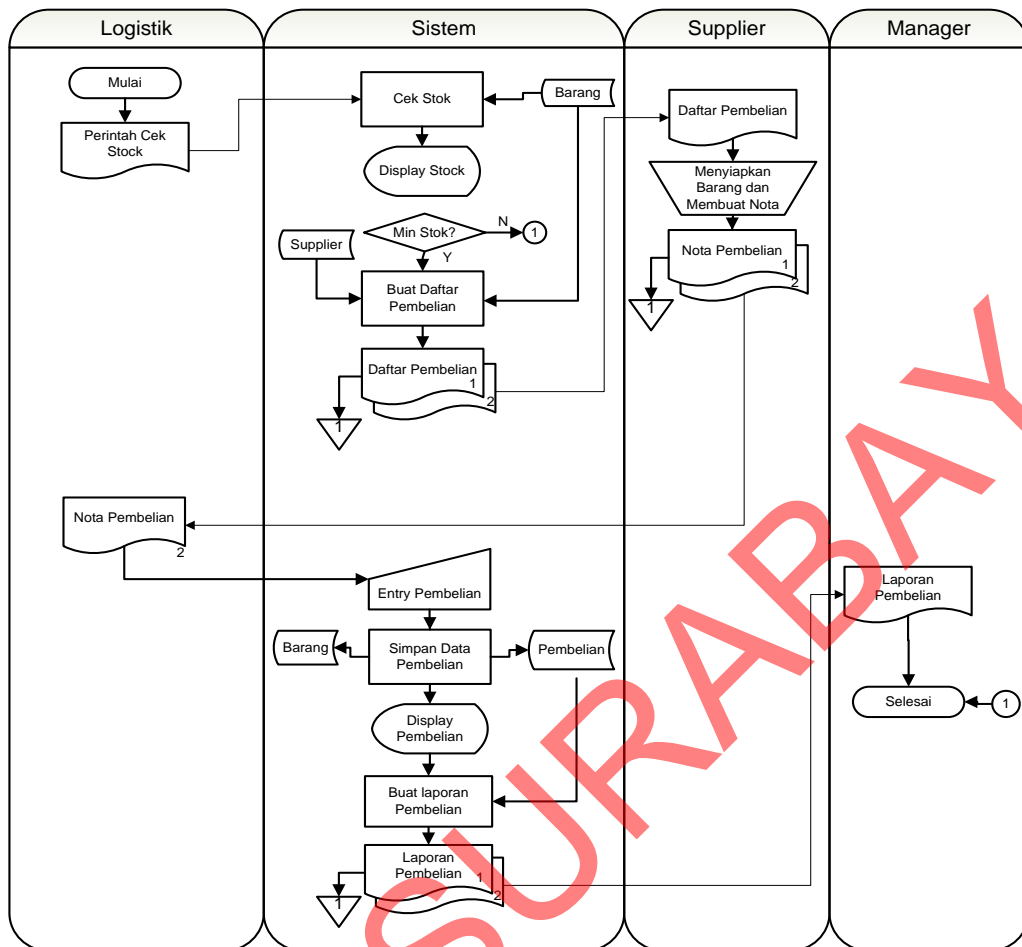 Logistik
Sistem
Supplier
Manager
Mulai
Perintah Cek
Stock
Cek Stok
Barang
Display Stock
Min Stok?
N
1
Y
Supplier
Buat Daftar
Pembelian
Daftar Pembelian
1
2
1
Daftar Pembelian
Menyiapkan
Barang dan
Membuat Nota
Nota Pembelian
1
2
1
Nota Pembelian
2
Entry Pembelian
Barang
Simpan Data
Pembelian
Pembelian
Display
Pembelian
Buat laporan
Pembelian
Laporan
Pembelian
1
2
1
Laporan
Pembelian
Selesai
1
SURABAY